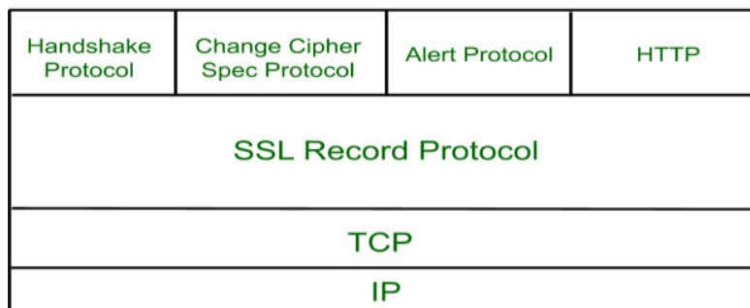 Handshake
Protocol
Change Cipher
Spec Protocol
Alert Protocol
HTTP
SSL Record Protocol
TCP
IP